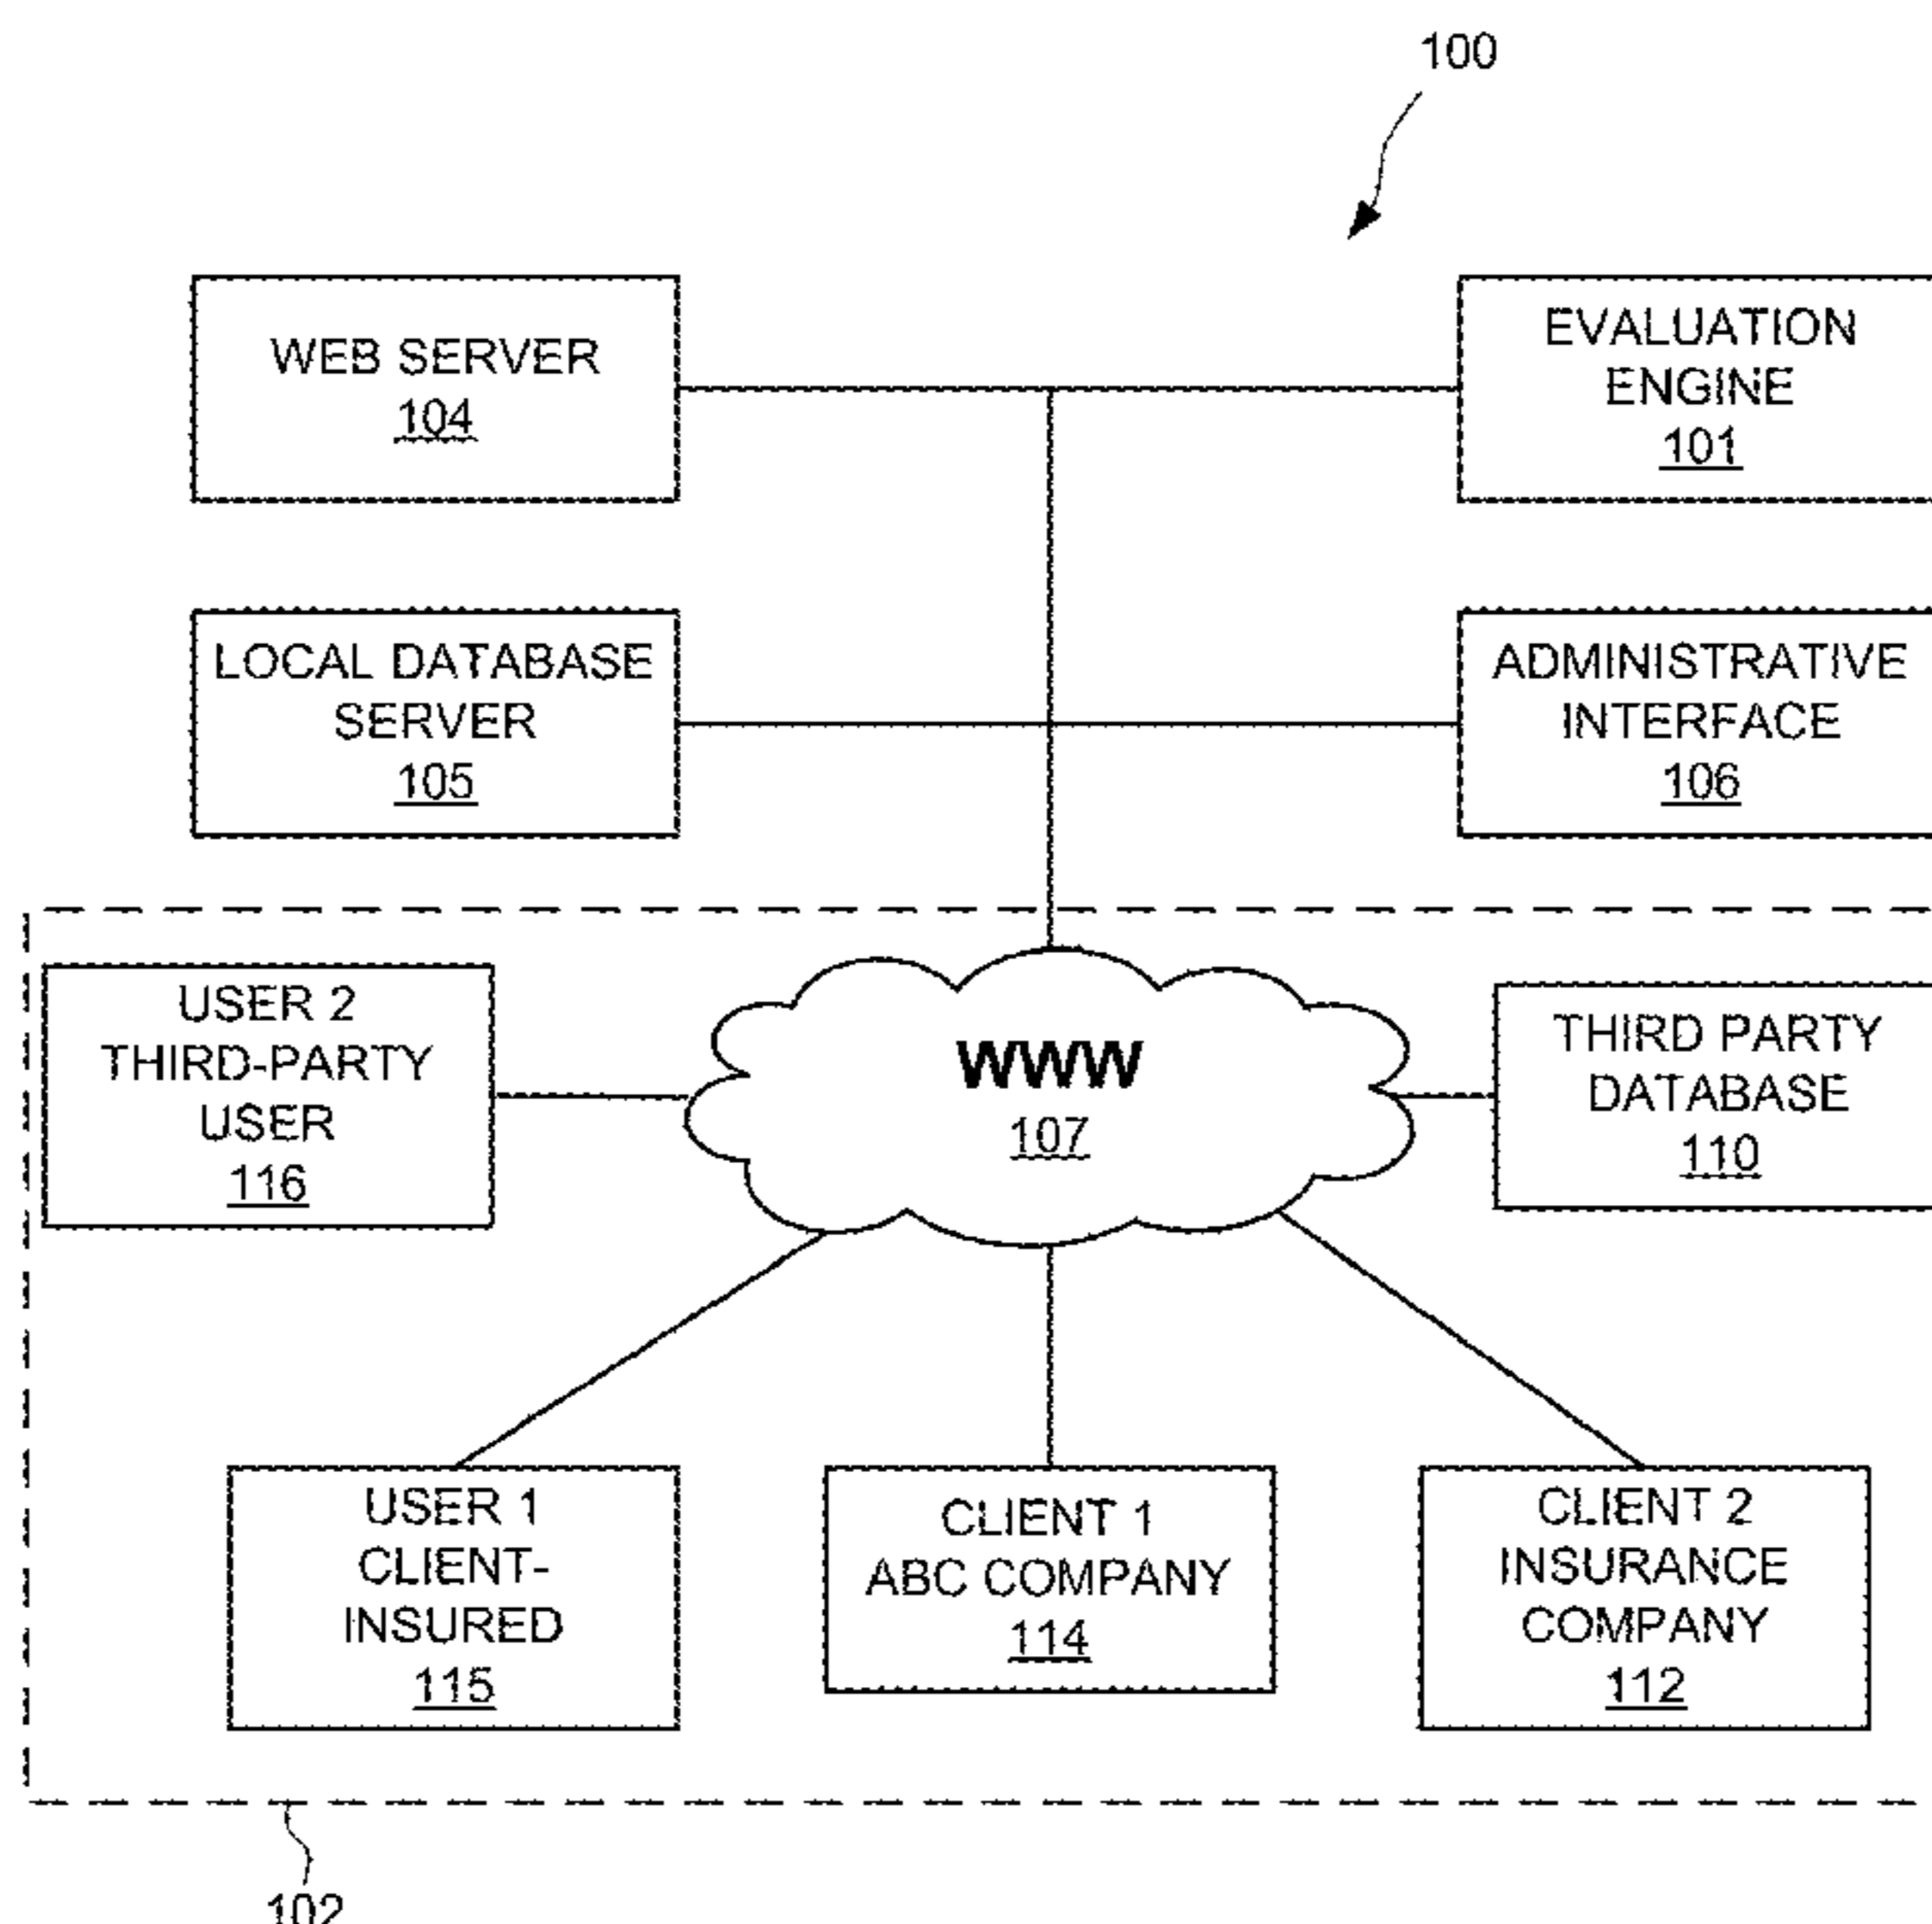 100
WEB SERVER
104
EVALUATION
ENGINE
101
LOCAL DATABASE
SERVER
105
ADMINISTRATIVE
INTERFACE
106
USER 2
THIRD-PARTY
USER
116
WWW
107
THIRD PARTY
DATABASE
110
USER 1
CLIENT-
INSURED
115
CLIENT 1
ABC COMPANY
114
CLIENT 2
INSURANCE
COMPANY
112
102